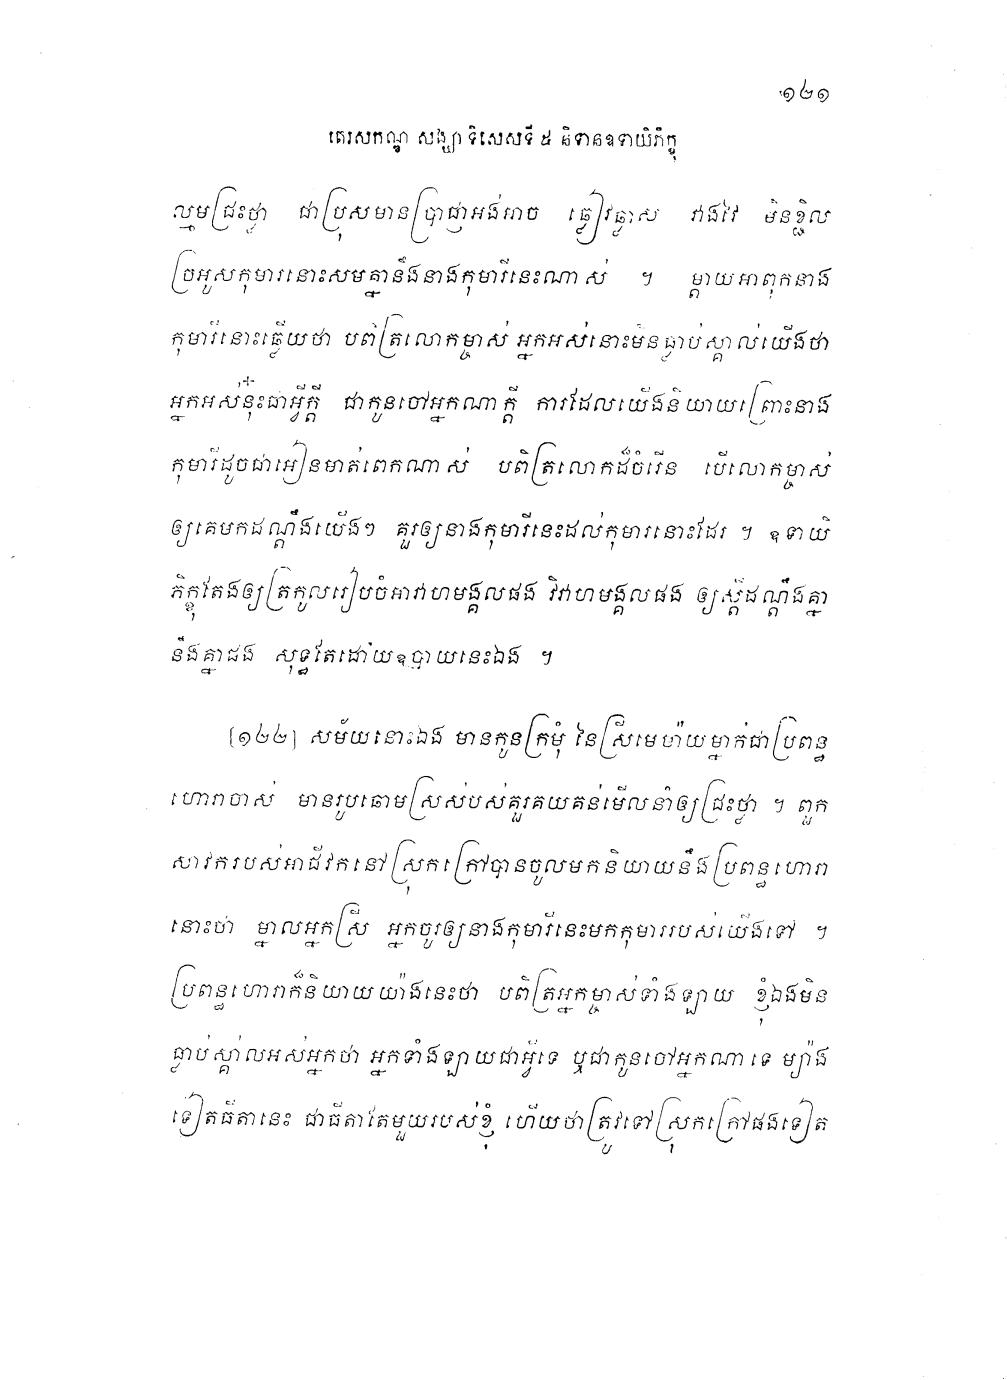 ១២១
តេរសកណ្ឌ សង្ឃាទិសេសទី ៥ និទានឧទាយិភិក្ខុ
ល្មមជ្រះថ្លា ជាប្រុសមានប្រាជ្ញាអង់អាច ឆ្លៀវឆ្លាស វាងវៃ មិនខ្ជិល
ច្រអូសកុមារនោះសមគ្នានឹងនាងកុមារីនេះណាស់ ។ ម្តាយអាពុកនាង
កុមារីនោះឆ្លើយថា បពិត្រលោកម្ចាស់ អ្នកអស់នោះមិនធ្លាប់ស្គាល់យើងថា
អ្នកអស់នុ៎ះជាអ្វីក្តី ជាកូនចៅអ្នកណាក្តី ការដែលយើងនិយាយព្រោះនាង
កុមារីដូចជាអៀនមាត់ពេកណាស់ បពិត្រលោកដ៏ចំរើន បើលោកម្ចាស់
ឲ្យគេមកដណ្តឹងយើងៗ គួរឲ្យនាងកុមារីនេះដល់កុមារនោះដែរ ។ ឧទាយិ
ភិក្ខុតែងឲ្យត្រកូលរៀបចំអាវាហមង្គលផង វិវាហមង្គលផង ឲ្យស្តីដណ្តឹងគ្នា
នឹងគ្នាផង សុទ្ធតែដោយឧបាយនេះឯង ។
[១២២] សម័យនោះឯង មានកូនក្រមុំ នៃស្រីមេម៉ាយម្នាក់ជាប្រពន្ធ
ហោរាចាស់ មានរូបឆោមស្រស់បស់គួរគយគន់មើលនាំឲ្យជ្រះថ្លា ។ ពួក
សាវករបស់អាជីវកនៅស្រុកក្រៅបានចូលមកនិយាយនឹងប្រពន្ធហោរា
នោះថា ម្នាលអ្នកស្រី អ្នកចូរឲ្យនាងកុមារីនេះមកកុមាររបស់យើងទៅ ។
ប្រពន្ធហោរាក៏និយាយយ៉ាងនេះថា បពិត្រអ្នកម្ចាស់ទាំងឡាយ ខ្ញុំឯងមិន
ធ្លាប់ស្គាល់អស់អ្នកថា អ្នកទាំងឡាយជាអ្វីទេ ឬជាកូនចៅអ្នកណាទេ ម្យ៉ាង
ទៀតធីតានេះ ជាធីតាតែមួយរបស់ខ្ញុំ ហើយថាត្រូវទៅស្រុកក្រៅផងទៀត